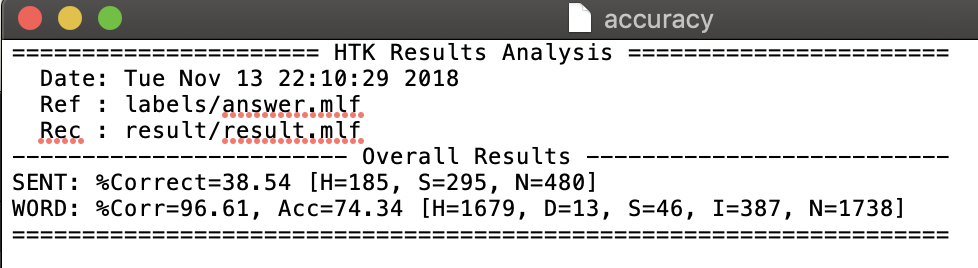 accuracy
====================== HTK Results Analysis =======================
  Date: Tue Nov 13 22:10:29 2018
  Ref : labels/answer.mlf
  Rec : result/result.mlf
------------------------ Overall Results --------------------------
SENT: %Correct=38.54 [H=185, S=295, N=480]
WORD: %Corr=96.61, Acc=74.34 [H=1679, D=13, S=46, I=387, N=1738]
===================================================================